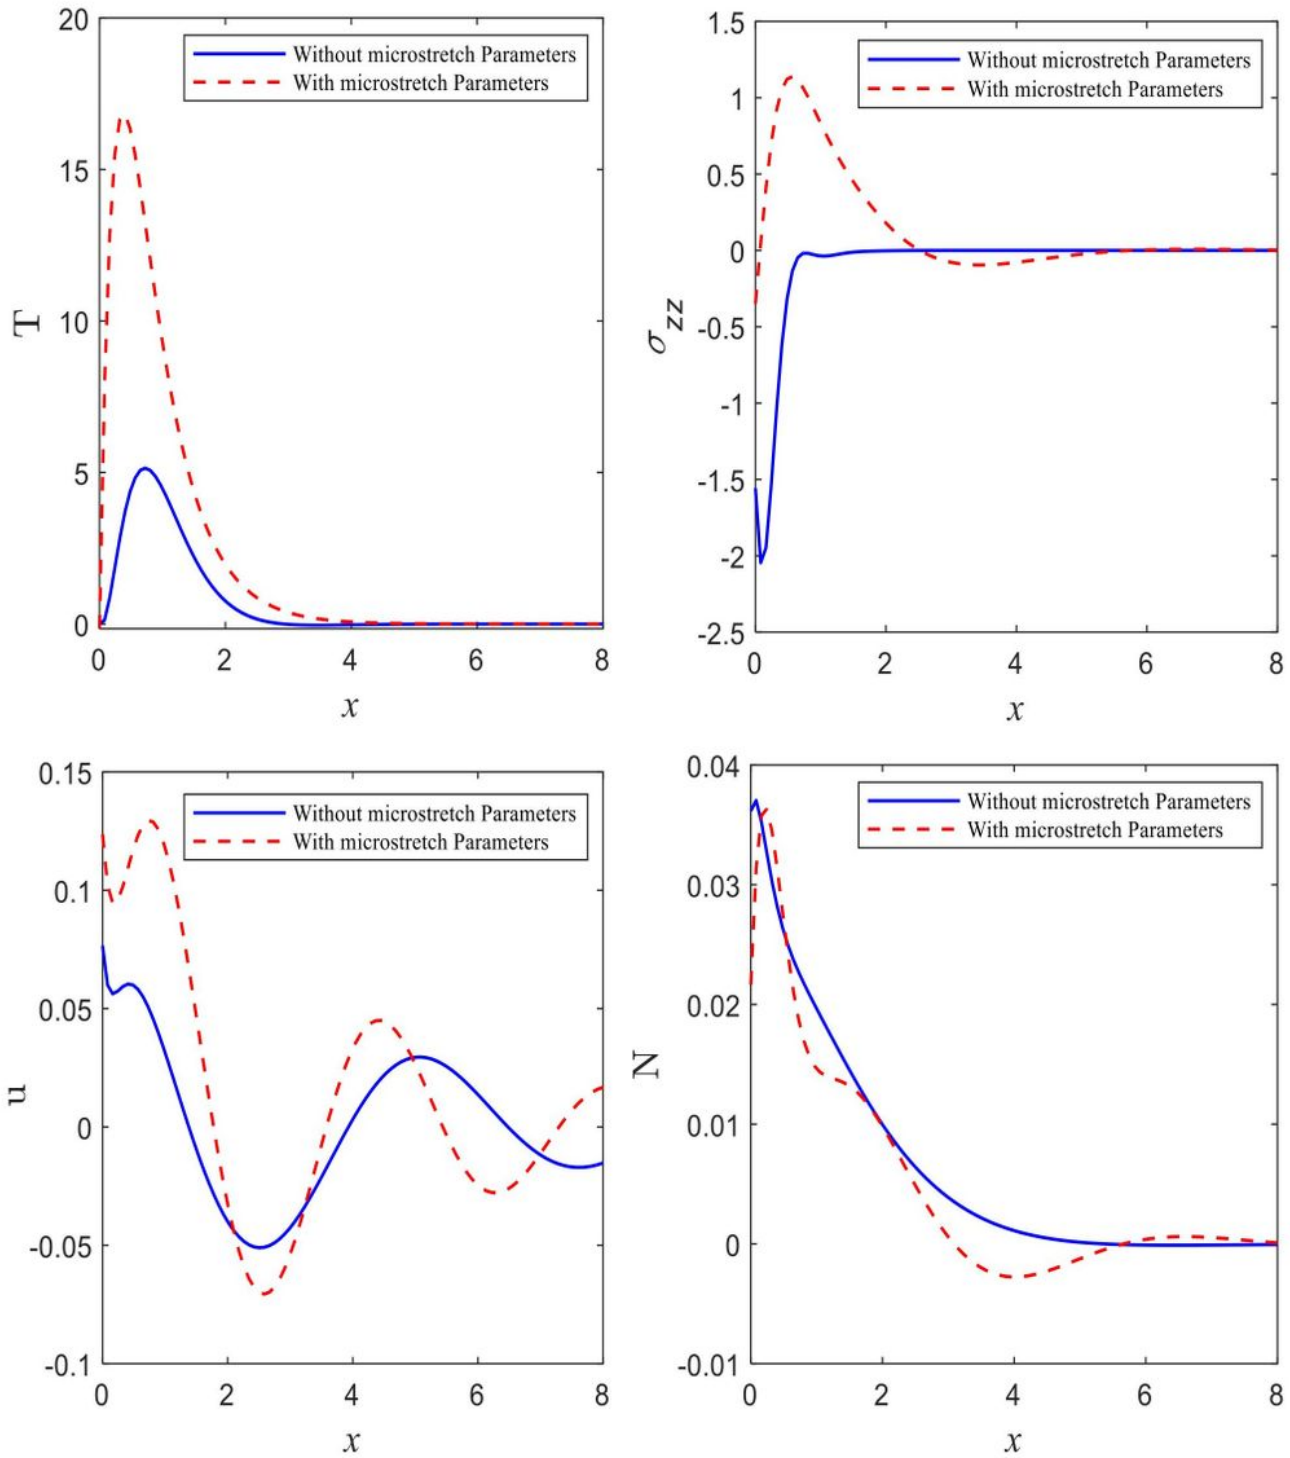 20
15
10
5
0
T
Without microstretch Parameters
With microstretch Parameters
0 2 4 6 8
x
1.5
1
0.5
0
-0.5
-1
-1.5
-2
-2.5
σzz
Without microstretch Parameters
With microstretch Parameters
0 2 4 6 8
x
0.15
0.1
0.05
0
-0.05
-0.1
u
Without microstretch Parameters
With microstretch Parameters
0 2 4 6 8
x
0.04
0.03
0.02
0.01
0
-0.01
N
Without microstretch Parameters
With microstretch Parameters
0 2 4 6 8
x